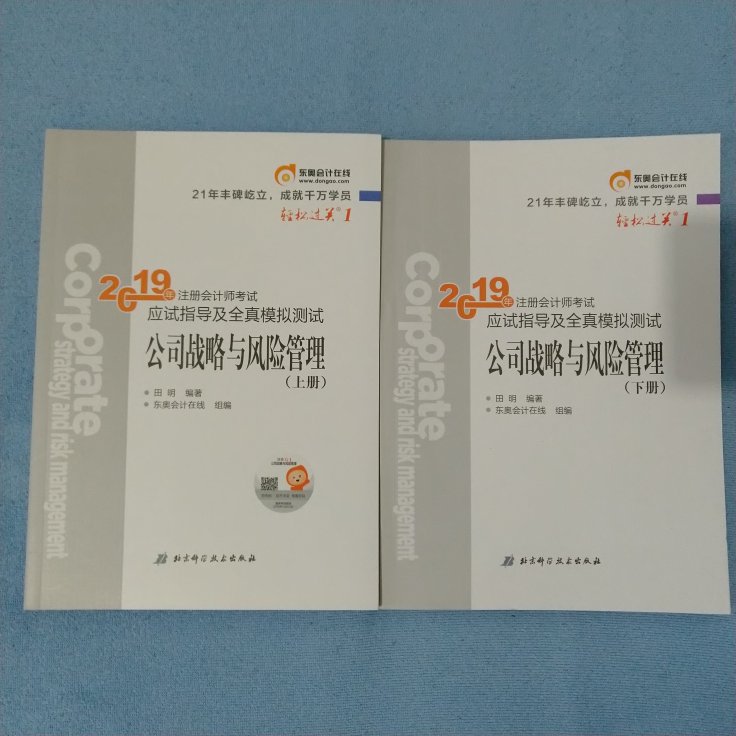 东奥会计在线
www.dongao.com
21年丰碑屹立，成就千万学员
轻松过关® 1
2019年 注册会计师考试
应试指导及全真模拟测试
公司战略与风险管理
（上册）
田 明 编著
东奥会计在线 组编
公司战略与风险管理
北京科学技术出版社
Corporate
strategy and risk management
东奥会计在线
www.dongao.com
21年丰碑屹立，成就千万学员
轻松过关® 1
2019年 注册会计师考试
应试指导及全真模拟测试
公司战略与风险管理
（下册）
田 明 编著
东奥会计在线 组编
北京科学技术出版社
Corporate
strategy and risk management